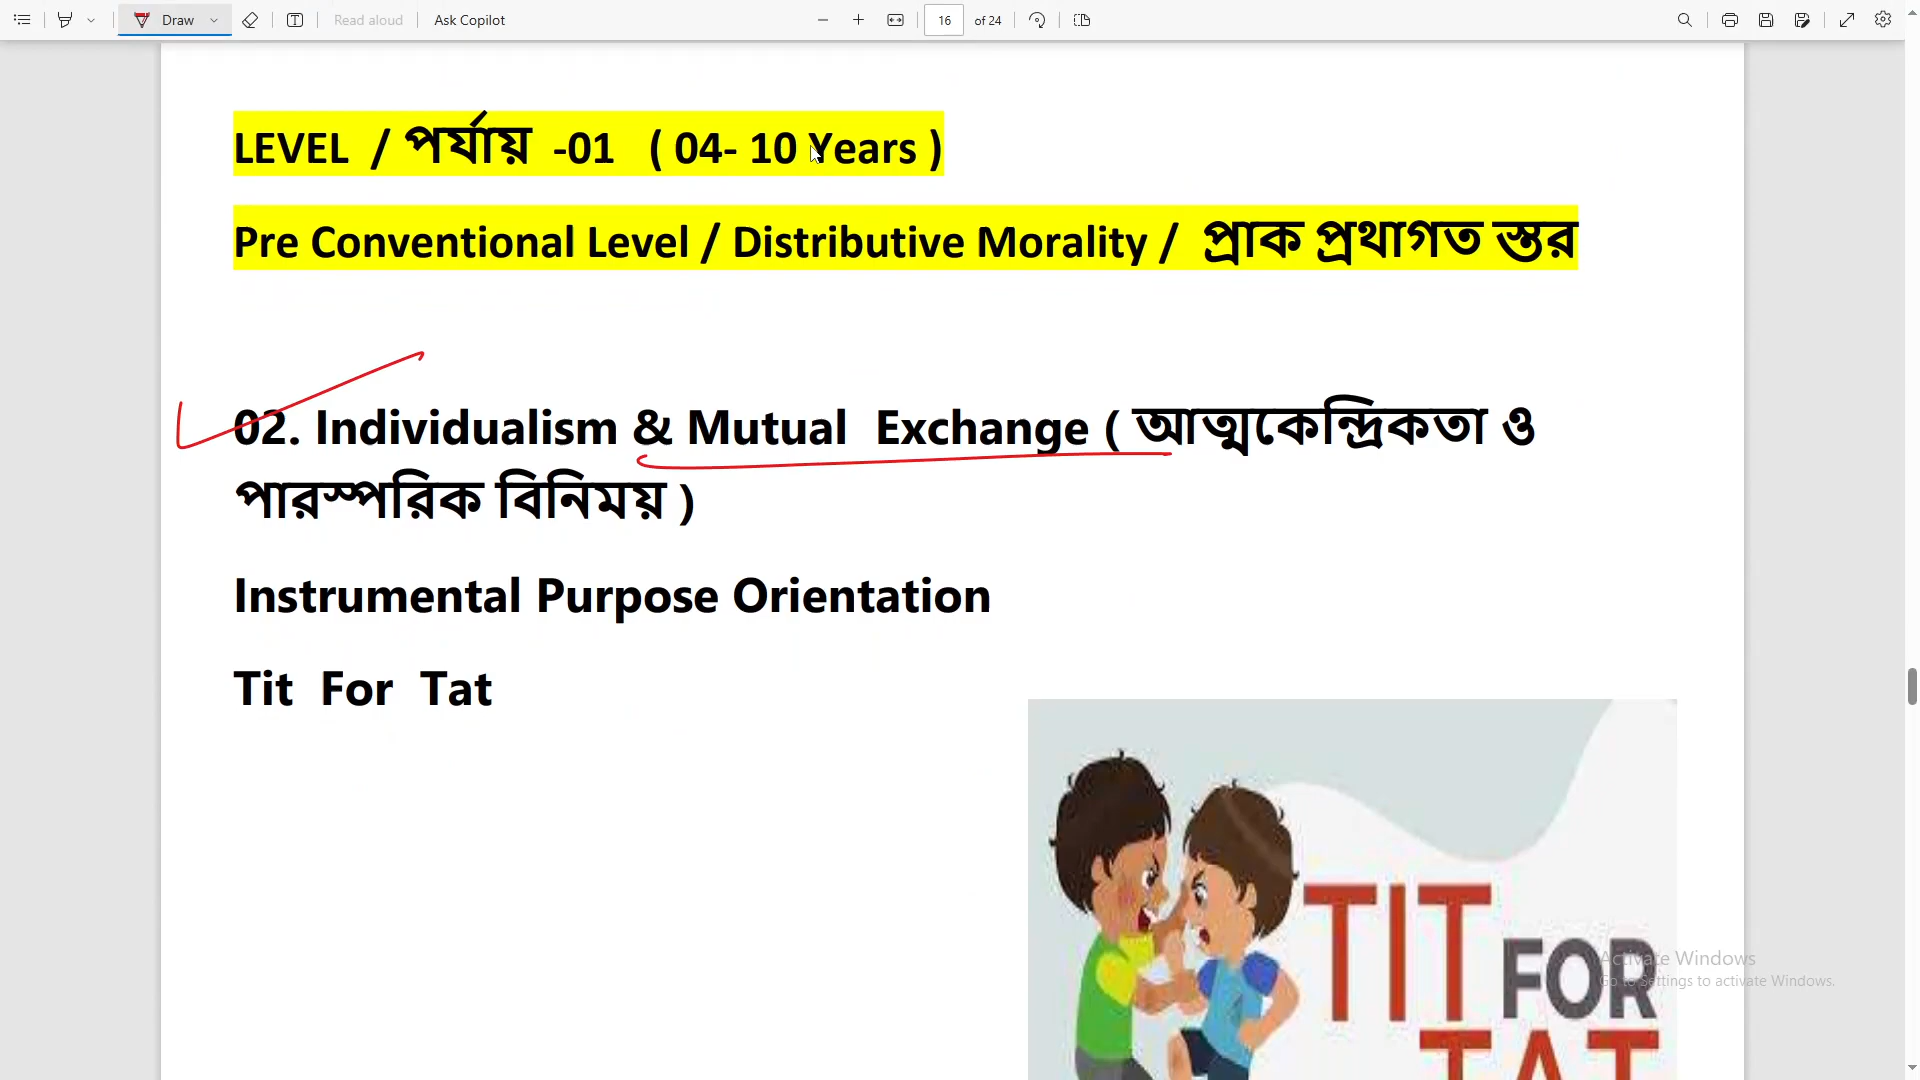 Draw
Read aloud
Ask Copilot
16 of 24
LEVEL / পর্যায় -01 ( 04- 10 Years )
Pre Conventional Level / Distributive Morality / প্রাক প্রথাগত স্তর
02. Individualism & Mutual Exchange ( আত্মকেন্দ্রিকতা ও
পারস্পরিক বিনিময় )
Instrumental Purpose Orientation
Tit For Tat
TIT
FOR
TAT
Activate Windows
Go to Settings to activate Windows.